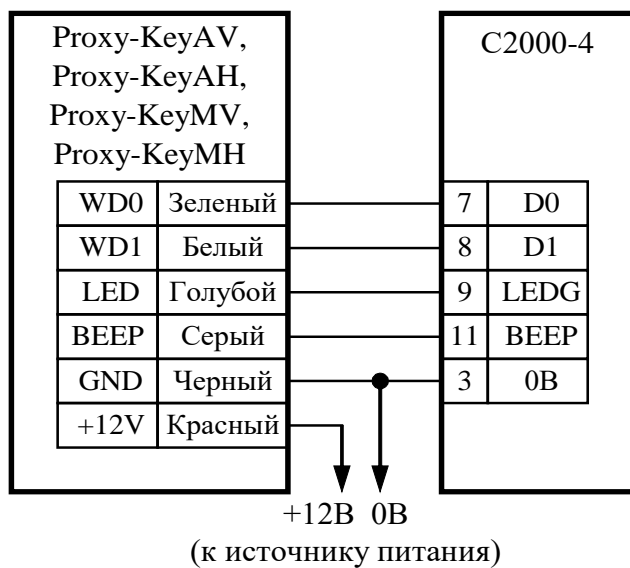 Proxy-KeyAV,
Proxy-KeyAH,
Proxy-KeyMV,
Proxy-KeyMH
С2000-4
WD0 Зеленый 7 D0
WD1 Белый 8 D1
LED Голубой 9 LEDG
BEEP Серый 11 BEEP
GND Черный 3 0В
+12V Красный
+12В 0В
(к источнику питания)